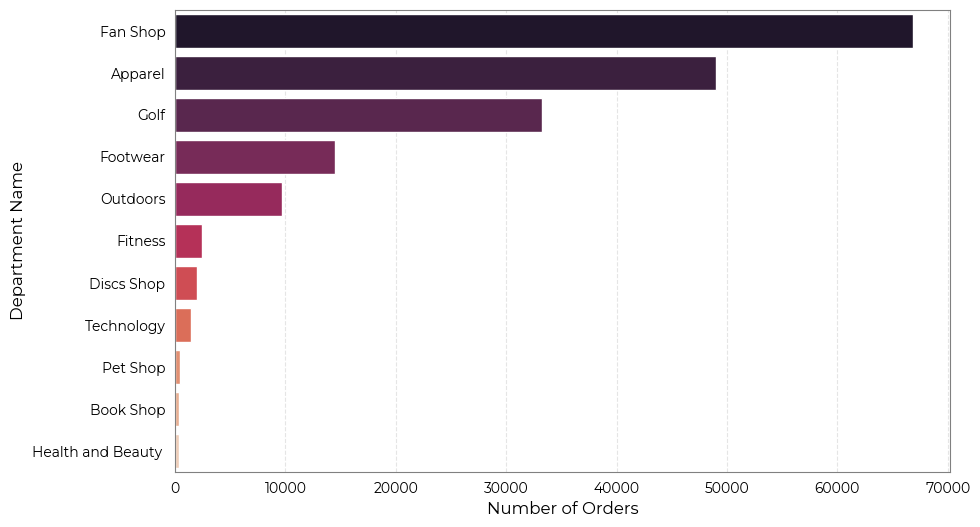 Fan Shop
Apparel
Golf
Footwear
Outdoors
Fitness
Discs Shop
Technology
Pet Shop
Book Shop
Health and Beauty
Department Name
0 10000 20000 30000 40000 50000 60000 70000
Number of Orders